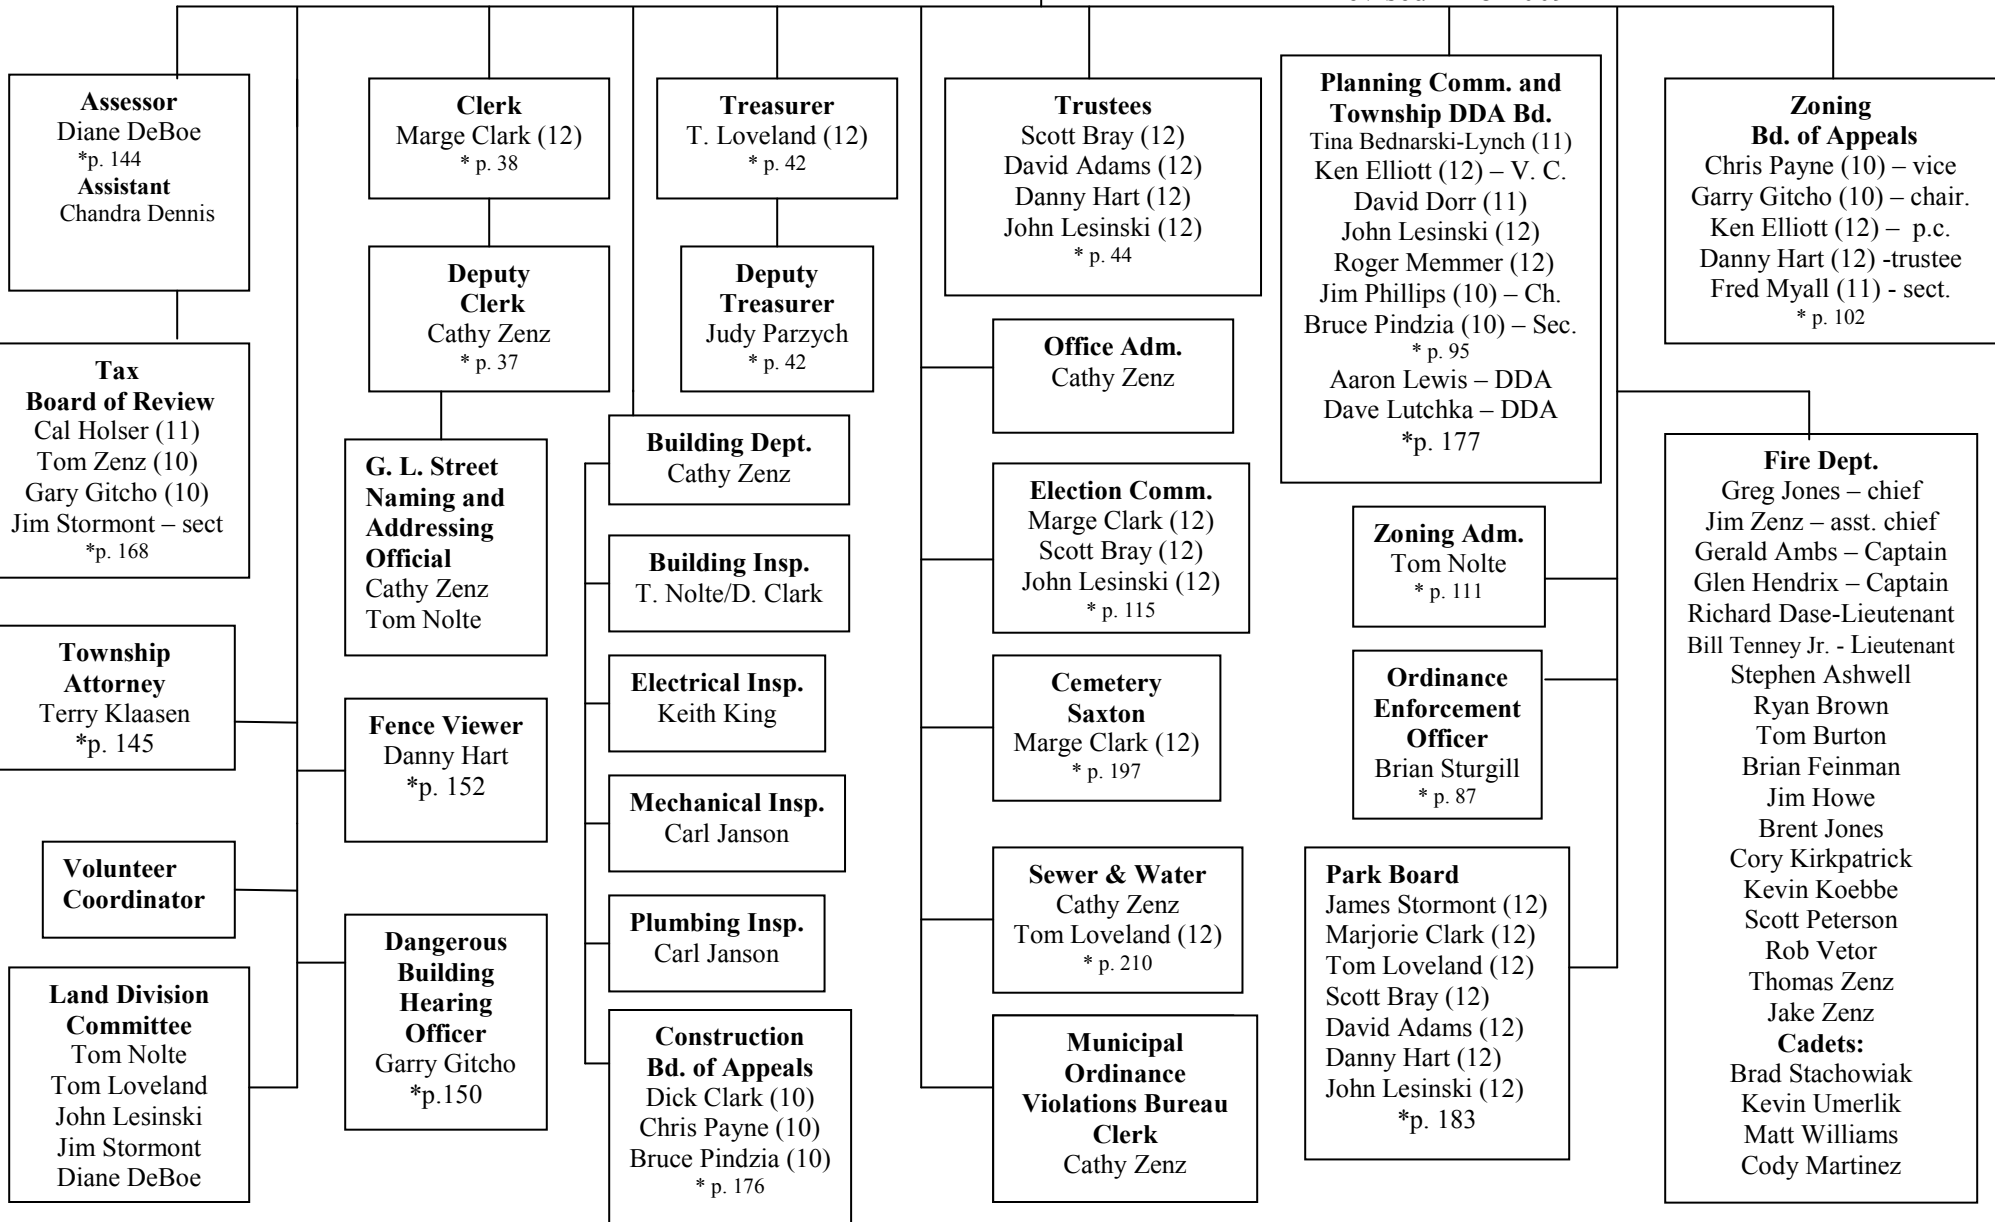 Assessor
Diane DeBoe
*p. 144
Assistant
Chandra Dennis
Tax
Board of Review
Cal Holser (11)
Tom Zenz (10)
Gary Gitcho (10)
Jim Stormont – sect
*p. 168
Township
Attorney
Terry Klaasen
*p. 145
Volunteer
Coordinator
Land Division
Committee
Tom Nolte
Tom Loveland
John Lesinski
Jim Stormont
Diane DeBoe
Clerk
Marge Clark (12)
* p. 38
Deputy
Clerk
Cathy Zenz
* p. 37
G. L. Street
Naming and
Addressing
Official
Cathy Zenz
Tom Nolte
Fence Viewer
Danny Hart
*p. 152
Dangerous
Building
Hearing
Officer
Garry Gitcho
*p.150
Treasurer
T. Loveland (12)
* p. 42
Deputy
Treasurer
Judy Parzych
* p. 42
Building Dept.
Cathy Zenz
Building Insp.
T. Nolte/D. Clark
Electrical Insp.
Keith King
Mechanical Insp.
Carl Janson
Plumbing Insp.
Carl Janson
Construction
Bd. of Appeals
Dick Clark (10)
Chris Payne (10)
Bruce Pindzia (10)
* p. 176
Trustees
Scott Bray (12)
David Adams (12)
Danny Hart (12)
John Lesinski (12)
* p. 44
Office Adm.
Cathy Zenz
Election Comm.
Marge Clark (12)
Scott Bray (12)
John Lesinski (12)
* p. 115
Cemetery
Saxton
Marge Clark (12)
* p. 197
Sewer & Water
Cathy Zenz
Tom Loveland (12)
* p. 210
Municipal
Ordinance
Violations Bureau
Clerk
Cathy Zenz
Planning Comm. and
Township DDA Bd.
Tina Bednarski-Lynch (11)
Ken Elliott (12) – V. C.
David Dorr (11)
John Lesinski (12)
Roger Memmer (12)
Jim Phillips (10) – Ch.
Bruce Pindzia (10) – Sec.
* p. 95
Aaron Lewis – DDA
Dave Lutchka – DDA
*p. 177
Zoning Adm.
Tom Nolte
* p. 111
Ordinance
Enforcement
Officer
Brian Sturgill
* p. 87
Park Board
James Stormont (12)
Marjorie Clark (12)
Tom Loveland (12)
Scott Bray (12)
David Adams (12)
Danny Hart (12)
John Lesinski (12)
*p. 183
Zoning
Bd. of Appeals
Chris Payne (10) – vice
Garry Gitcho (10) – chair.
Ken Elliott (12) – p.c.
Danny Hart (12) -trustee
Fred Myall (11) - sect.
* p. 102
Fire Dept.
Greg Jones – chief
Jim Zenz – asst. chief
Gerald Ambs – Captain
Glen Hendrix – Captain
Richard Dase-Lieutenant
Bill Tenney Jr. - Lieutenant
Stephen Ashwell
Ryan Brown
Tom Burton
Brian Feinman
Jim Howe
Brent Jones
Cory Kirkpatrick
Kevin Koebbe
Scott Peterson
Rob Vetor
Thomas Zenz
Jake Zenz
Cadets:
Brad Stachowiak
Kevin Umerlik
Matt Williams
Cody Martinez